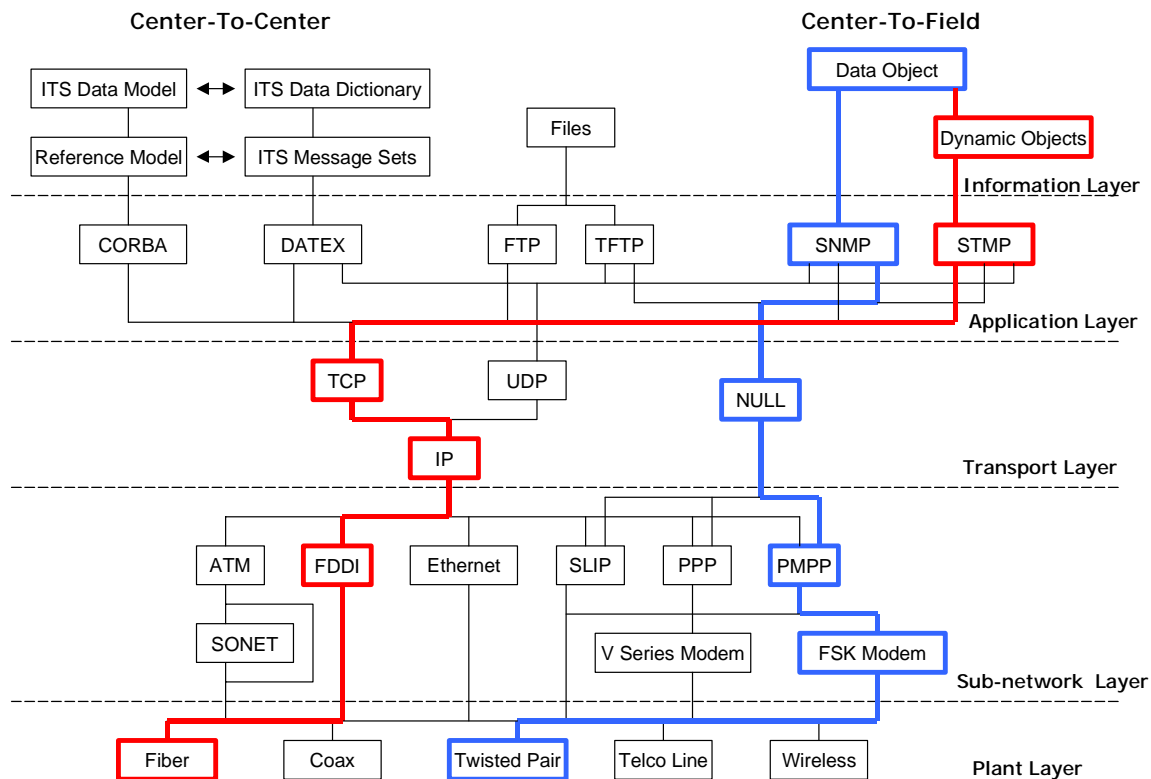 Center-To-Center
Center-To-Field
Data Object
ITS Data Model
ITS Data Dictionary
Files
Dynamic Objects
Reference Model
ITS Message Sets
Information Layer
CORBA
DATEX
FTP
TFTP
SNMP
STMP
Application Layer
TCP
UDP
NULL
IP
Transport Layer
ATM
FDDI
Ethernet
SLIP
PPP
PMPP
SONET
V Series Modem
FSK Modem
Sub-network Layer
Fiber
Coax
Twisted Pair
Telco Line
Wireless
Plant Layer